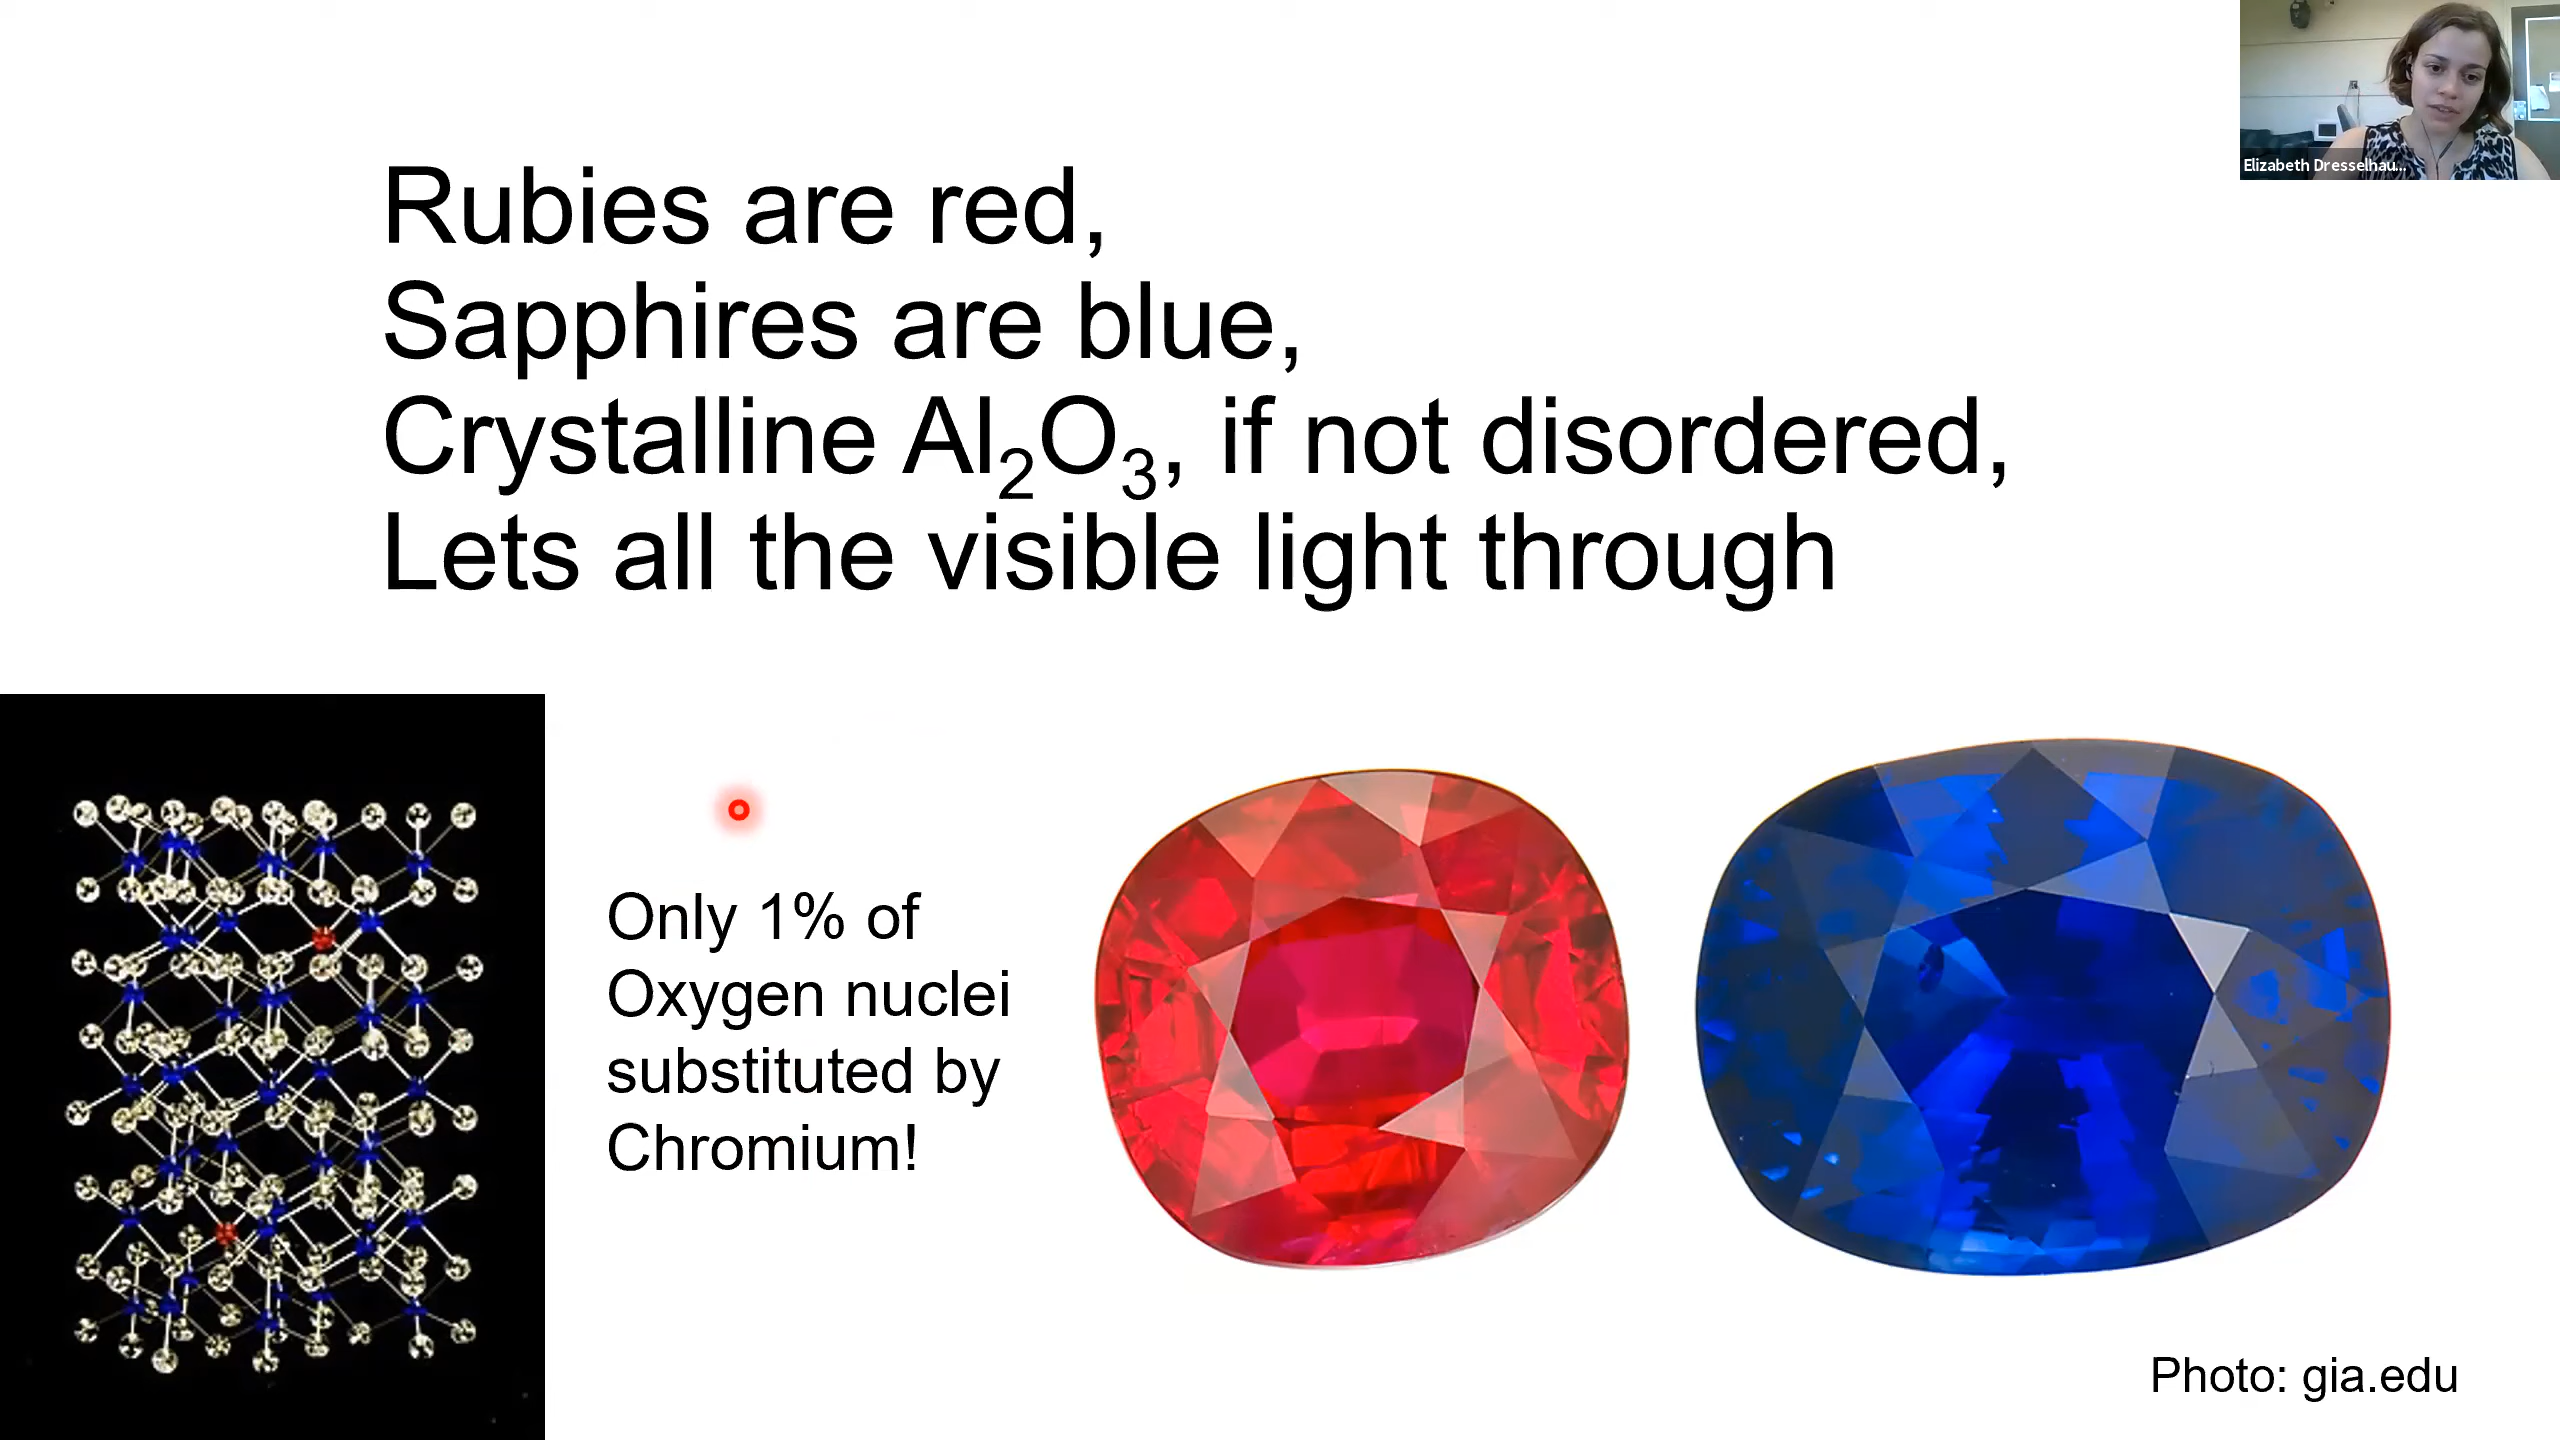 Elizabeth Dresselhau...
Rubies are red,
Sapphires are blue,
Crystalline Al₂O₃, if not disordered,
Lets all the visible light through
Only 1% of
Oxygen nuclei
substituted by
Chromium!
Photo: gia.edu